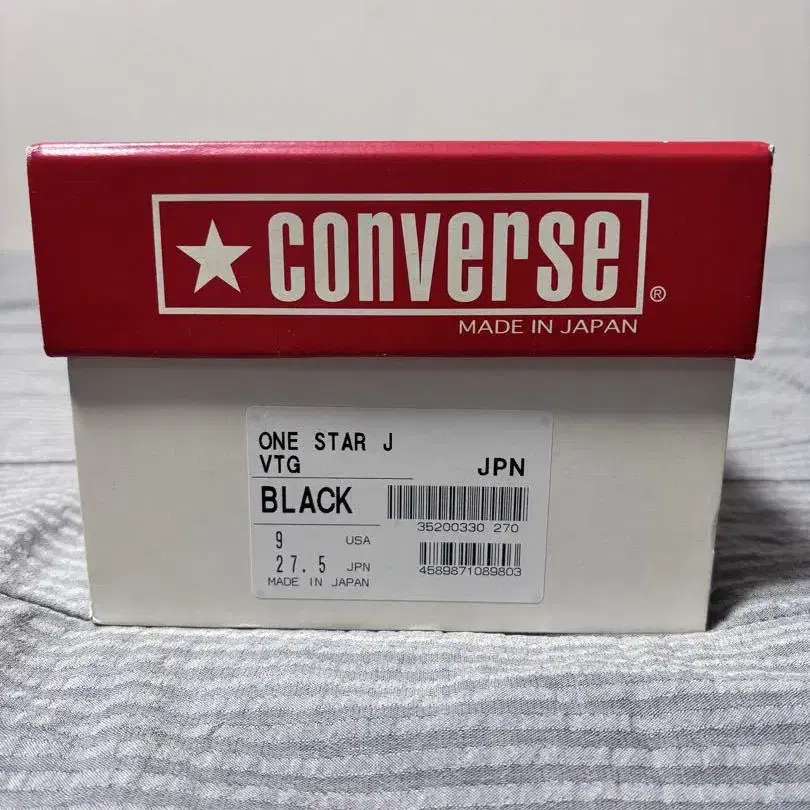 ★ converse ®
MADE IN JAPAN
ONE STAR J
VTG
JPN
BLACK
35200330 270
9 USA
27.5 JPN
4589871089803
MADE IN JAPAN